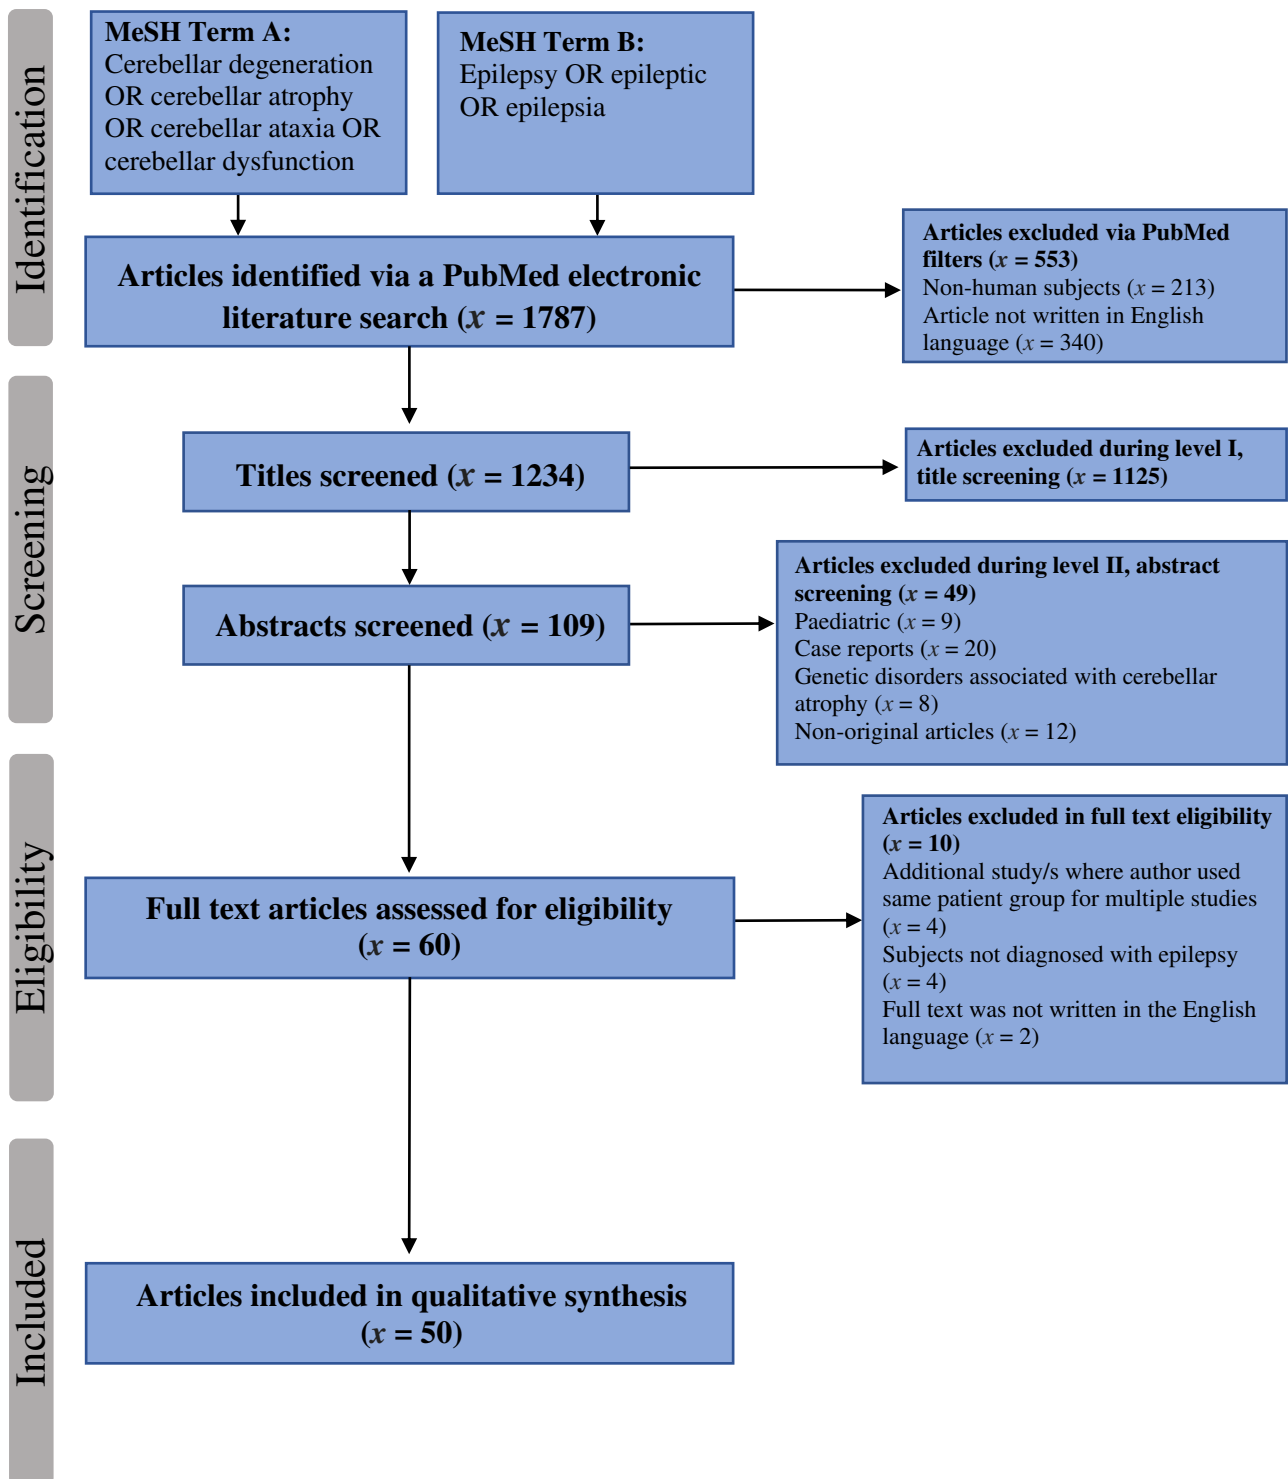 Identification
MeSH Term A:
Cerebellar degeneration
OR cerebellar atrophy
OR cerebellar ataxia OR
cerebellar dysfunction
MeSH Term B:
Epilepsy OR epileptic
OR epilepsia
Articles identified via a PubMed electronic
literature search (x = 1787)
Articles excluded via PubMed
filters (x = 553)
Non-human subjects (x = 213)
Article not written in English
language (x = 340)
Screening
Titles screened (x = 1234)
Articles excluded during level I,
title screening (x = 1125)
Abstracts screened (x = 109)
Articles excluded during level II, abstract
screening (x = 49)
Paediatric (x = 9)
Case reports (x = 20)
Genetic disorders associated with cerebellar
atrophy (x = 8)
Non-original articles (x = 12)
Eligibility
Full text articles assessed for eligibility
(x = 60)
Articles excluded in full text eligibility
(x = 10)
Additional study/s where author used
same patient group for multiple studies
(x = 4)
Subjects not diagnosed with epilepsy
(x = 4)
Full text was not written in the English
language (x = 2)
Included
Articles included in qualitative synthesis
(x = 50)